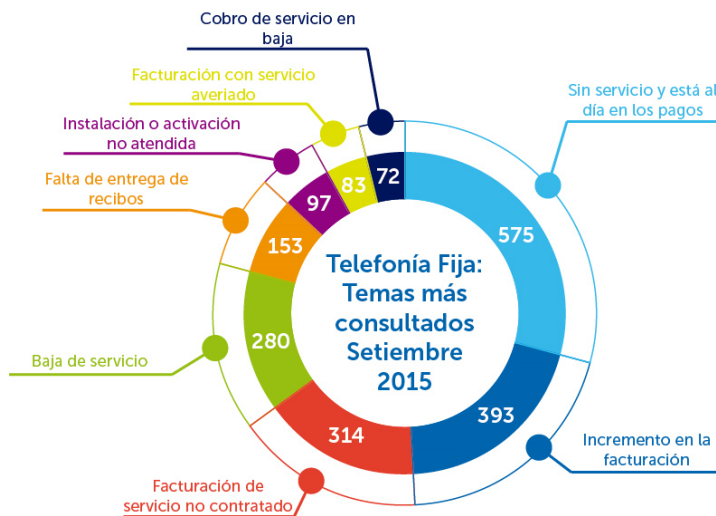 Cobro de servicio en
baja
Facturación con servicio
averiado
Instalación o activación
no atendida
Falta de entrega de
recibos
Baja de servicio
Facturación de
servicio no contratado
Incremento en la
facturación
Sin servicio y está al
día en los pagos
72
83
97
153
280
314
393
575
Telefonía Fija:
Temas más
consultados
Setiembre
2015